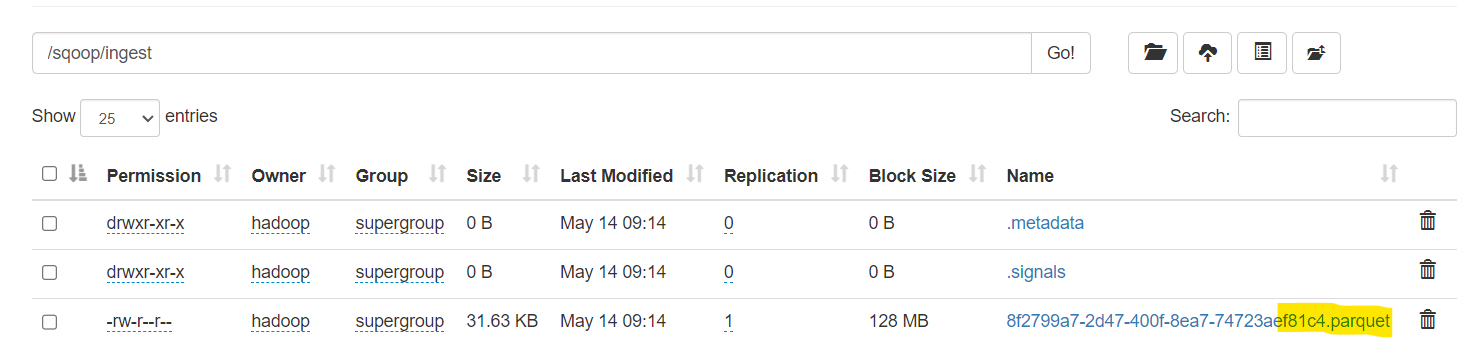 /sqoop/ingest Go!
Show 25 entries Search:
Permission Owner Group Size Last Modified Replication Block Size Name
drwxr-xr-x hadoop supergroup 0 B May 14 09:14 0 0 B .metadata
drwxr-xr-x hadoop supergroup 0 B May 14 09:14 0 0 B .signals
-rw-r--r-- hadoop supergroup 31.63 KB May 14 09:14 1 128 MB 8f2799a7-2d47-400f-8ea7-74723aef81c4.parquet